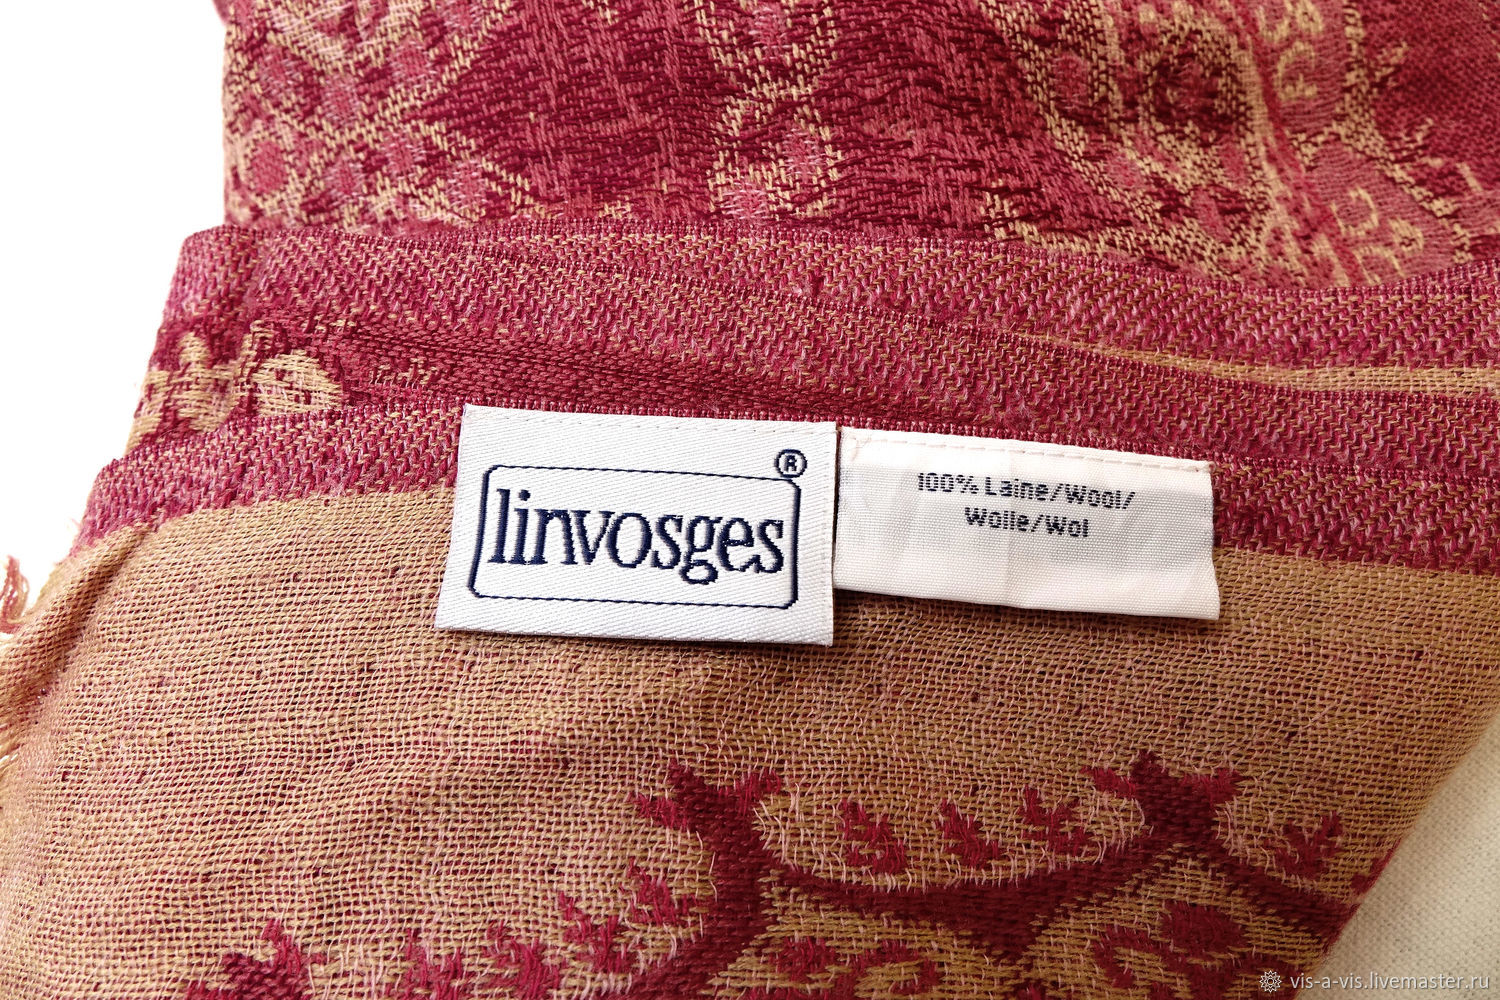 linvosges
®
100% Laine/Wool/
Wolle/Wol
vis-a-vis.livemaster.ru